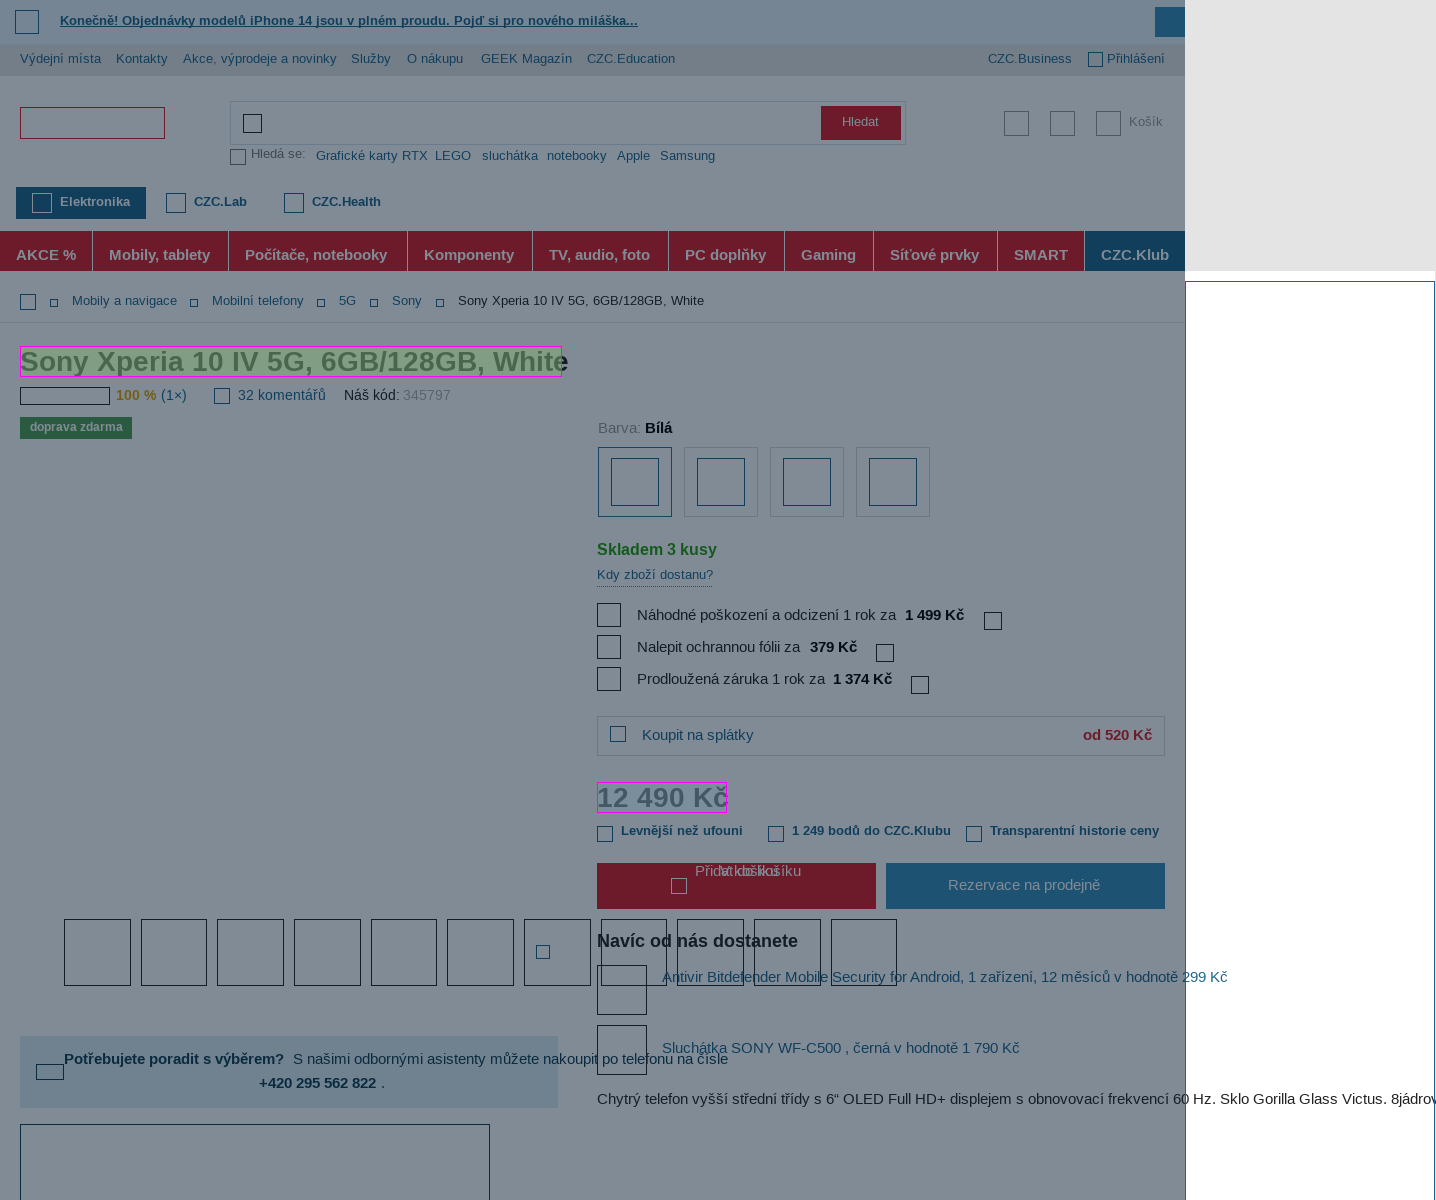 Konečně! Objednávky modelů iPhone 14 jsou v plném proudu. Pojď si pro nového miláška...
Výdejní místa Kontakty Akce, výprodeje a novinky Služby O nákupu GEEK Magazín CZC.Education CZC.Business Přihlášení
Hledat Košík
Hledá se: Grafické karty RTX LEGO sluchátka notebooky Apple Samsung
Elektronika CZC.Lab CZC.Health
AKCE % Mobily, tablety Počítače, notebooky Komponenty TV, audio, foto PC doplňky Gaming Síťové prvky SMART CZC.Klub
Mobily a navigace Mobilní telefony 5G Sony Sony Xperia 10 IV 5G, 6GB/128GB, White
Sony Xperia 10 IV 5G, 6GB/128GB, White
100 % (1×) 32 komentářů Náš kód: 345797
doprava zdarma
Barva: Bílá
Skladem 3 kusy
Kdy zboží dostanu?
Náhodné poškození a odcizení 1 rok za 1 499 Kč
Nalepit ochrannou fólii za 379 Kč
Prodloužená záruka 1 rok za 1 374 Kč
Koupit na splátky od 520 Kč
12 490 Kč
Levnější než ufouni 1 249 bodů do CZC.Klubu Transparentní historie ceny
Přidat do košíku V košíku
Rezervace na prodejně
Navíc od nás dostanete
Antivir Bitdefender Mobile Security for Android, 1 zařízení, 12 měsíců v hodnotě 299 Kč
Sluchátka SONY WF-C500 , černá v hodnotě 1 790 Kč
Potřebujete poradit s výběrem? S našimi odbornými asistenty můžete nakoupit po telefonu na čísle
+420 295 562 822 .
Chytrý telefon vyšší střední třídy s 6“ OLED Full HD+ displejem s obnovovací frekvencí 60 Hz. Sklo Gorilla Glass Victus. 8jádrov